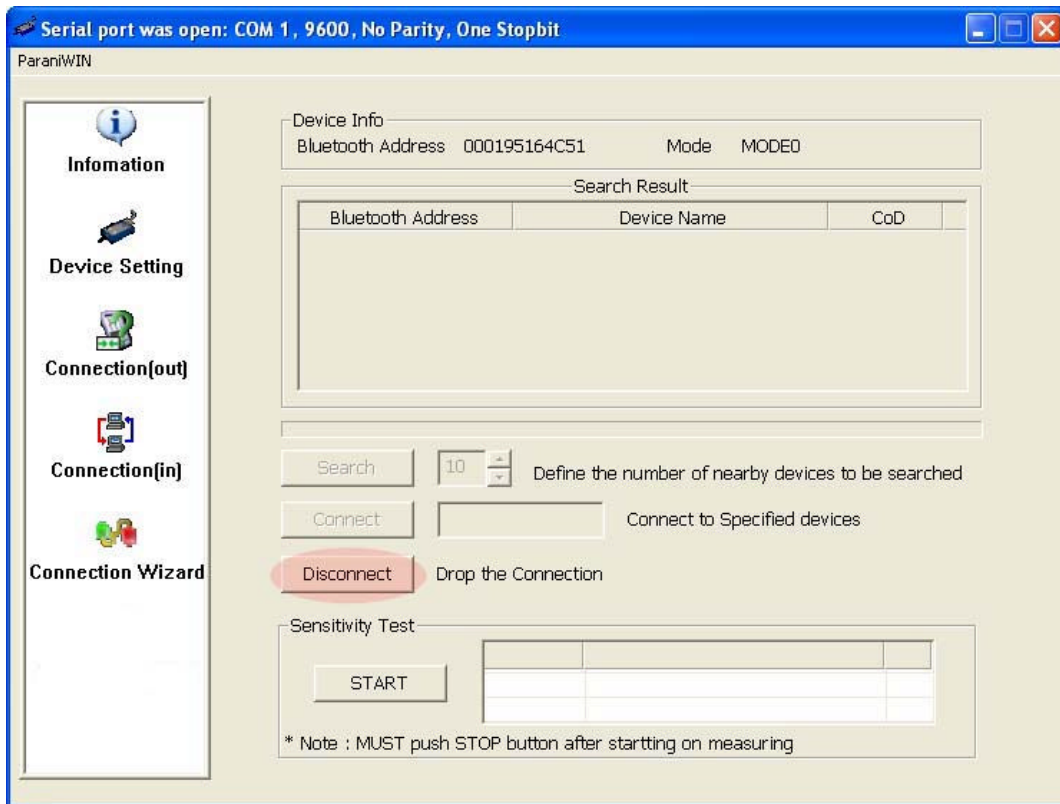 Serial port was open: COM 1, 9600, No Parity, One Stopbit
ParaniWIN
Infomation
Device Setting
Connection(out)
Connection(in)
Connection Wizard
Device Info
Bluetooth Address 000195164C51 Mode MODE0
Search Result
Bluetooth Address Device Name CoD
Search 10 Define the number of nearby devices to be searched
Connect Connect to Specified devices
Disconnect Drop the Connection
Sensitivity Test
START
* Note : MUST push STOP button after startting on measuring